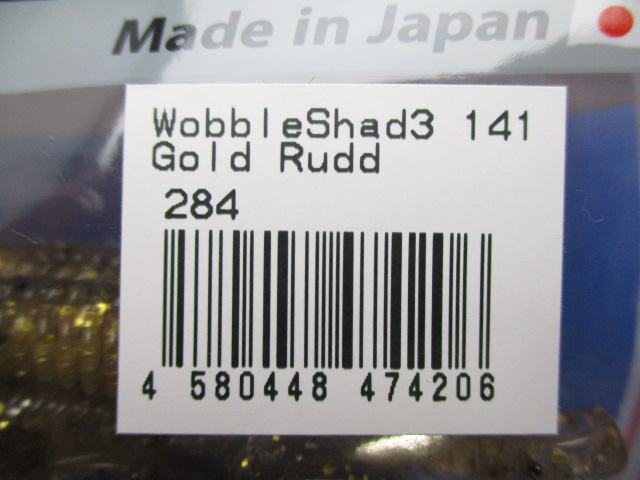 Made in Japan
WobbleShad3 141
Gold Rudd
284
4 580448 474206